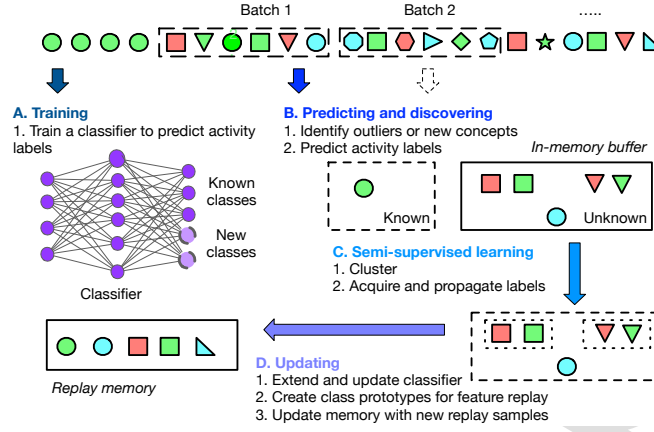 Batch 1
Batch 2
.....
A. Training
1. Train a classifier to predict activity
labels
Known
classes
New
classes
Classifier
B. Predicting and discovering
1. Identify outliers or new concepts
2. Predict activity labels
In-memory buffer
Known
Unknown
C. Semi-supervised learning
1. Cluster
2. Acquire and propagate labels
Replay memory
D. Updating
1. Extend and update classifier
2. Create class prototypes for feature replay
3. Update memory with new replay samples